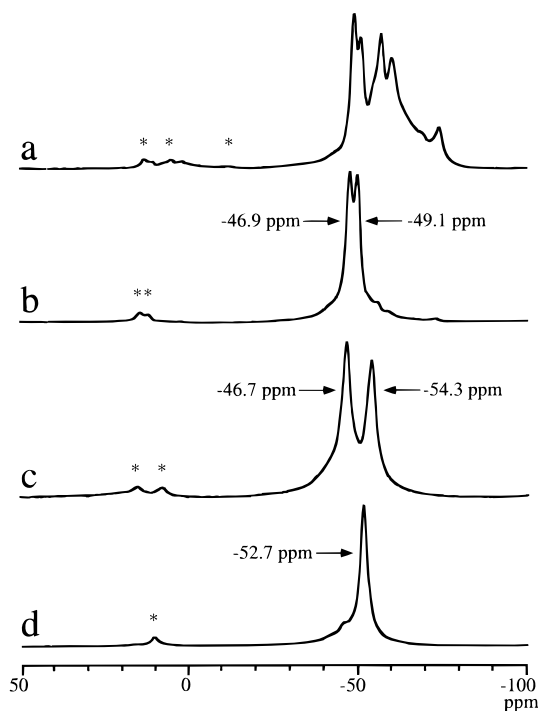 * * *
a
-46.9 ppm -49.1 ppm
**
b
-46.7 ppm -54.3 ppm
* *
c
-52.7 ppm
*
d
50 0 -50 -100
ppm